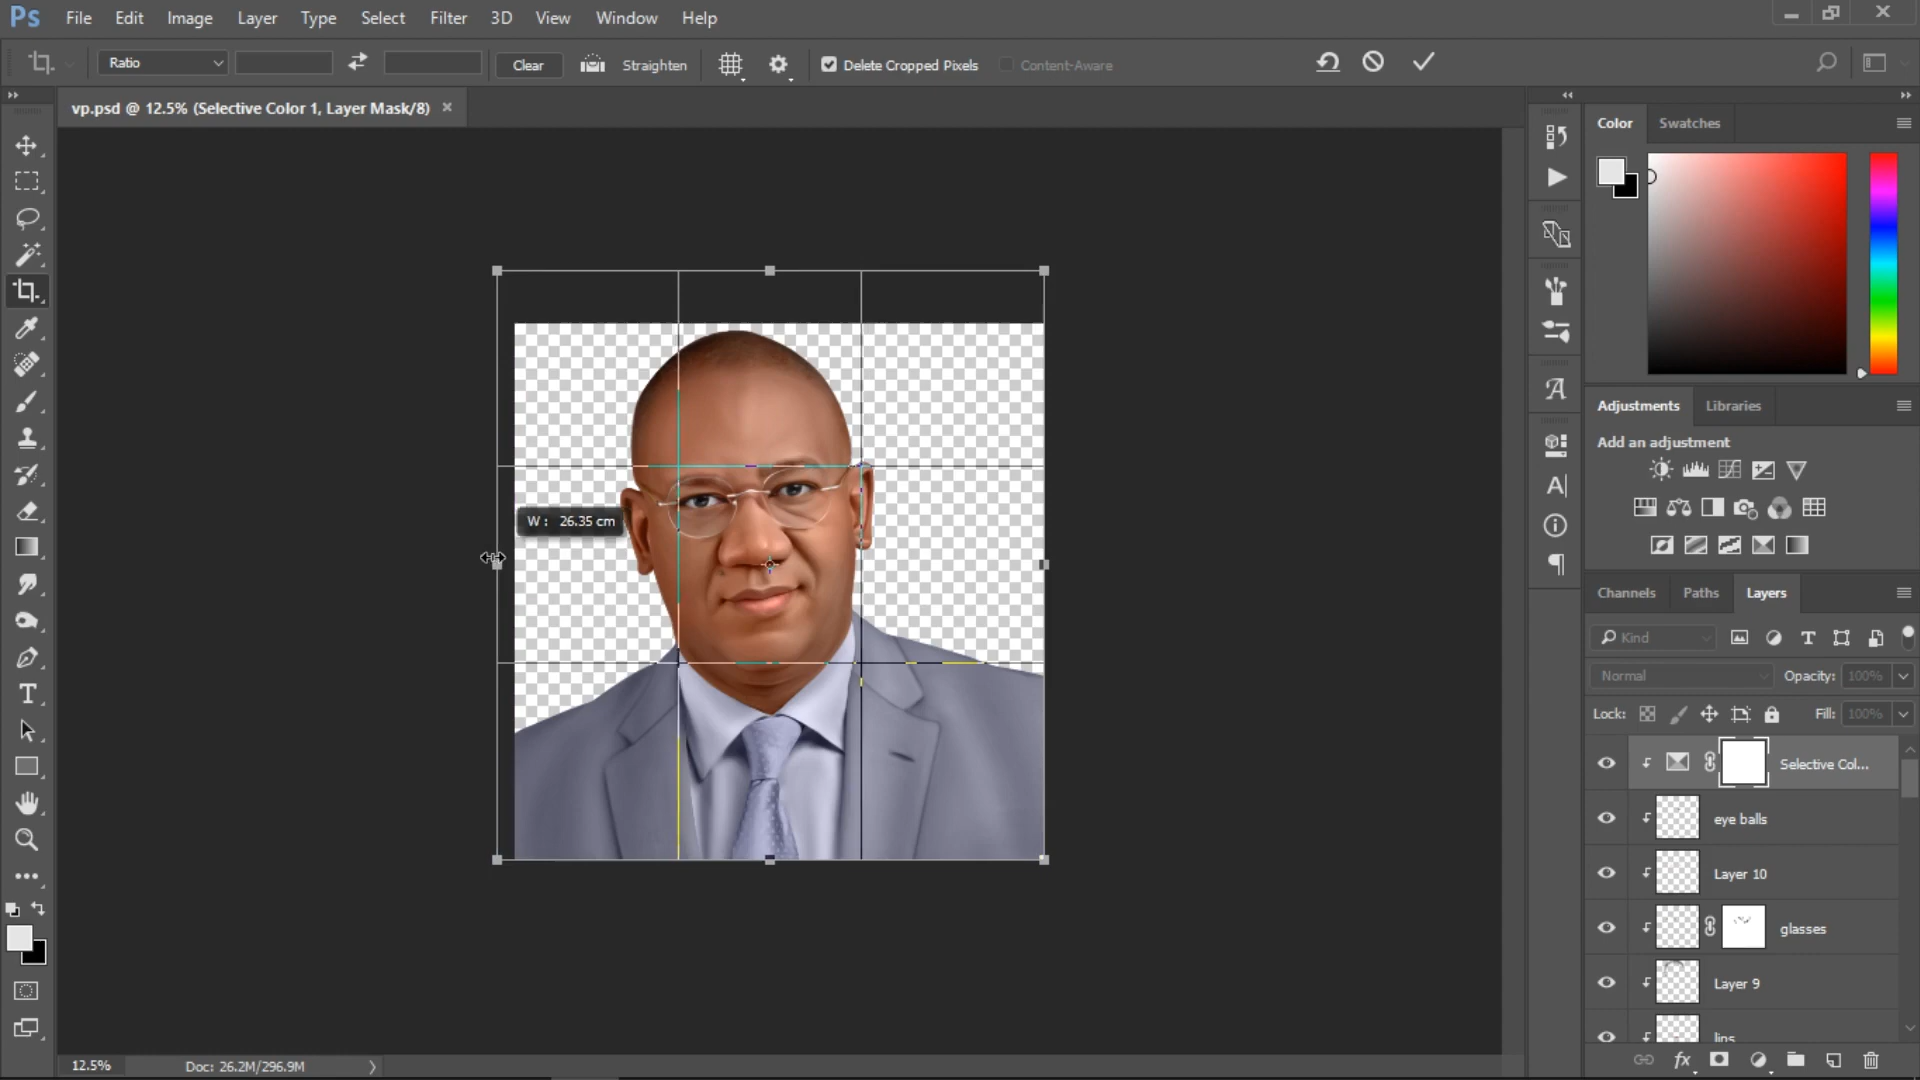 Ps File Edit Image Layer Type Select Filter 3D View Window Help
Ratio Clear Straighten Delete Cropped Pixels Content-Aware
vp.psd @ 12.5% (Selective Color 1, Layer Mask/8) ×
Color Swatches
Adjustments Libraries
Add an adjustment
W : 26.35 cm
Channels Paths Layers
Kind
Normal Opacity: 100%
Lock: Fill: 100%
Selective Col...
eye balls
Layer 10
glasses
Layer 9
lips
12.5% Doc: 26.2M/296.9M